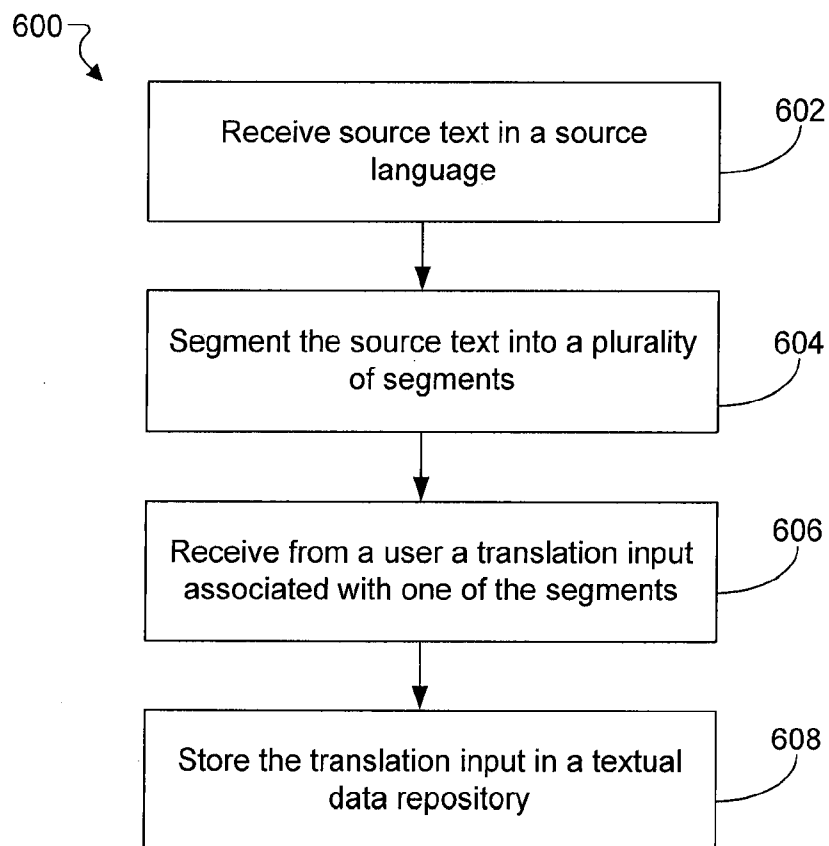 600
602
Receive source text in a source
language
604
Segment the source text into a plurality
of segments
606
Receive from a user a translation input
associated with one of the segments
608
Store the translation input in a textual
data repository